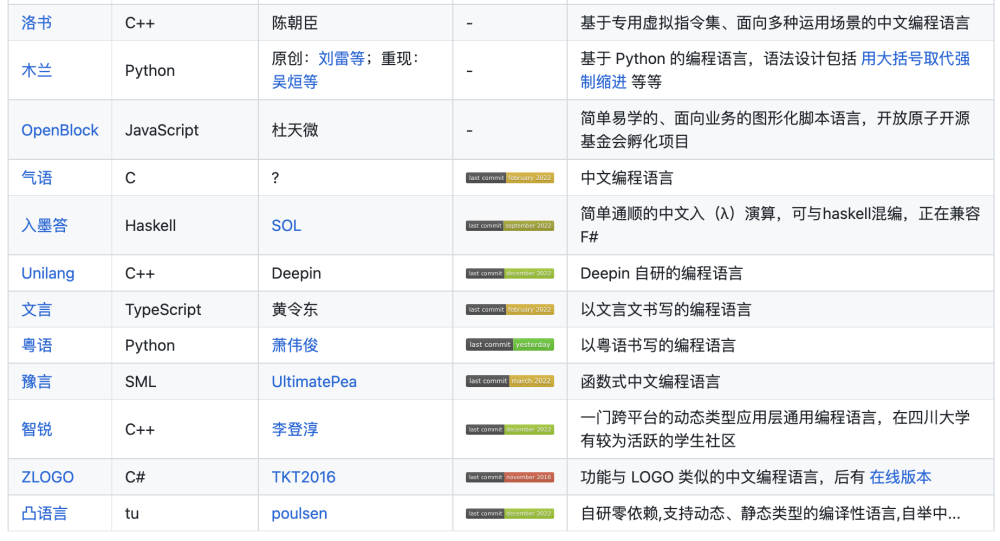 洛书 C++ 陈朝臣 - 基于专用虚拟指令集、面向多种运用场景的中文编程语言
木兰 Python 原创：刘雷等；重现： - 基于 Python 的编程语言，语法设计包括 用大括号取代强
吴烜等 制缩进 等等
OpenBlock JavaScript 杜天微 - 简单易学的、面向业务的图形化脚本语言，开放原子开源
基金会孵化项目
气语 C ? last commit february 2022 中文编程语言
入墨答 Haskell SOL last commit september 2022 简单通顺的中文入（λ）演算，可与haskell混编，正在兼容
F#
Unilang C++ Deepin last commit december 2022 Deepin 自研的编程语言
文言 TypeScript 黄令东 last commit february 2022 以文言文书写的编程语言
粤语 Python 萧伟俊 last commit yesterday 以粤语书写的编程语言
豫言 SML UltimatePea last commit march 2022 函数式中文编程语言
智锐 C++ 李登淳 last commit december 2022 一门跨平台的动态类型应用层通用编程语言，在四川大学
有较为活跃的学生社区
ZLOGO C# TKT2016 last commit november 2016 功能与 LOGO 类似的中文编程语言，后有 在线版本
凸语言 tu poulsen last commit december 2022 自研零依赖,支持动态、静态类型的编译性语言,自举中...